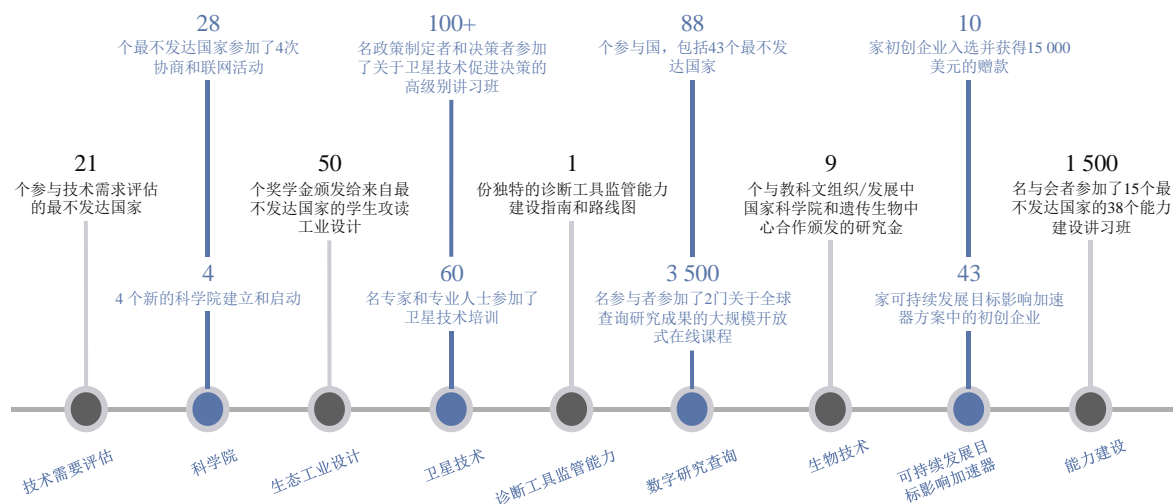 28
个最不发达国家参加了4次
协商和联网活动
100+
名政策制定者和决策者参加
了关于卫星技术促进决策的
高级别讲习班
88
个参与国，包括43个最不发
达国家
10
家初创企业入选并获得15 000
美元的赠款
21
个参与技术需求评估
的最不发达国家
50
个奖学金颁发给来自最
不发达国家的学生攻读
工业设计
1
份独特的诊断工具监管能力
建设指南和路线图
9
个与教科文组织/发展中
国家科学院和遗传生物中
心合作颁发的研究金
1 500
名与会者参加了15个最
不发达国家的38个能力
建设讲习班
4
4 个新的科学院建立和启动
60
名专家和专业人士参加了
卫星技术培训
3 500
名参与者参加了2门关于全球
查询研究成果的大规模开放
式在线课程
43
家可持续发展目标影响加速
器方案中的初创企业
技术需要评估
科学院
生态工业设计
卫星技术
诊断工具监管能力
数字研究查询
生物技术
可持续发展目
标影响加速器
能力建设